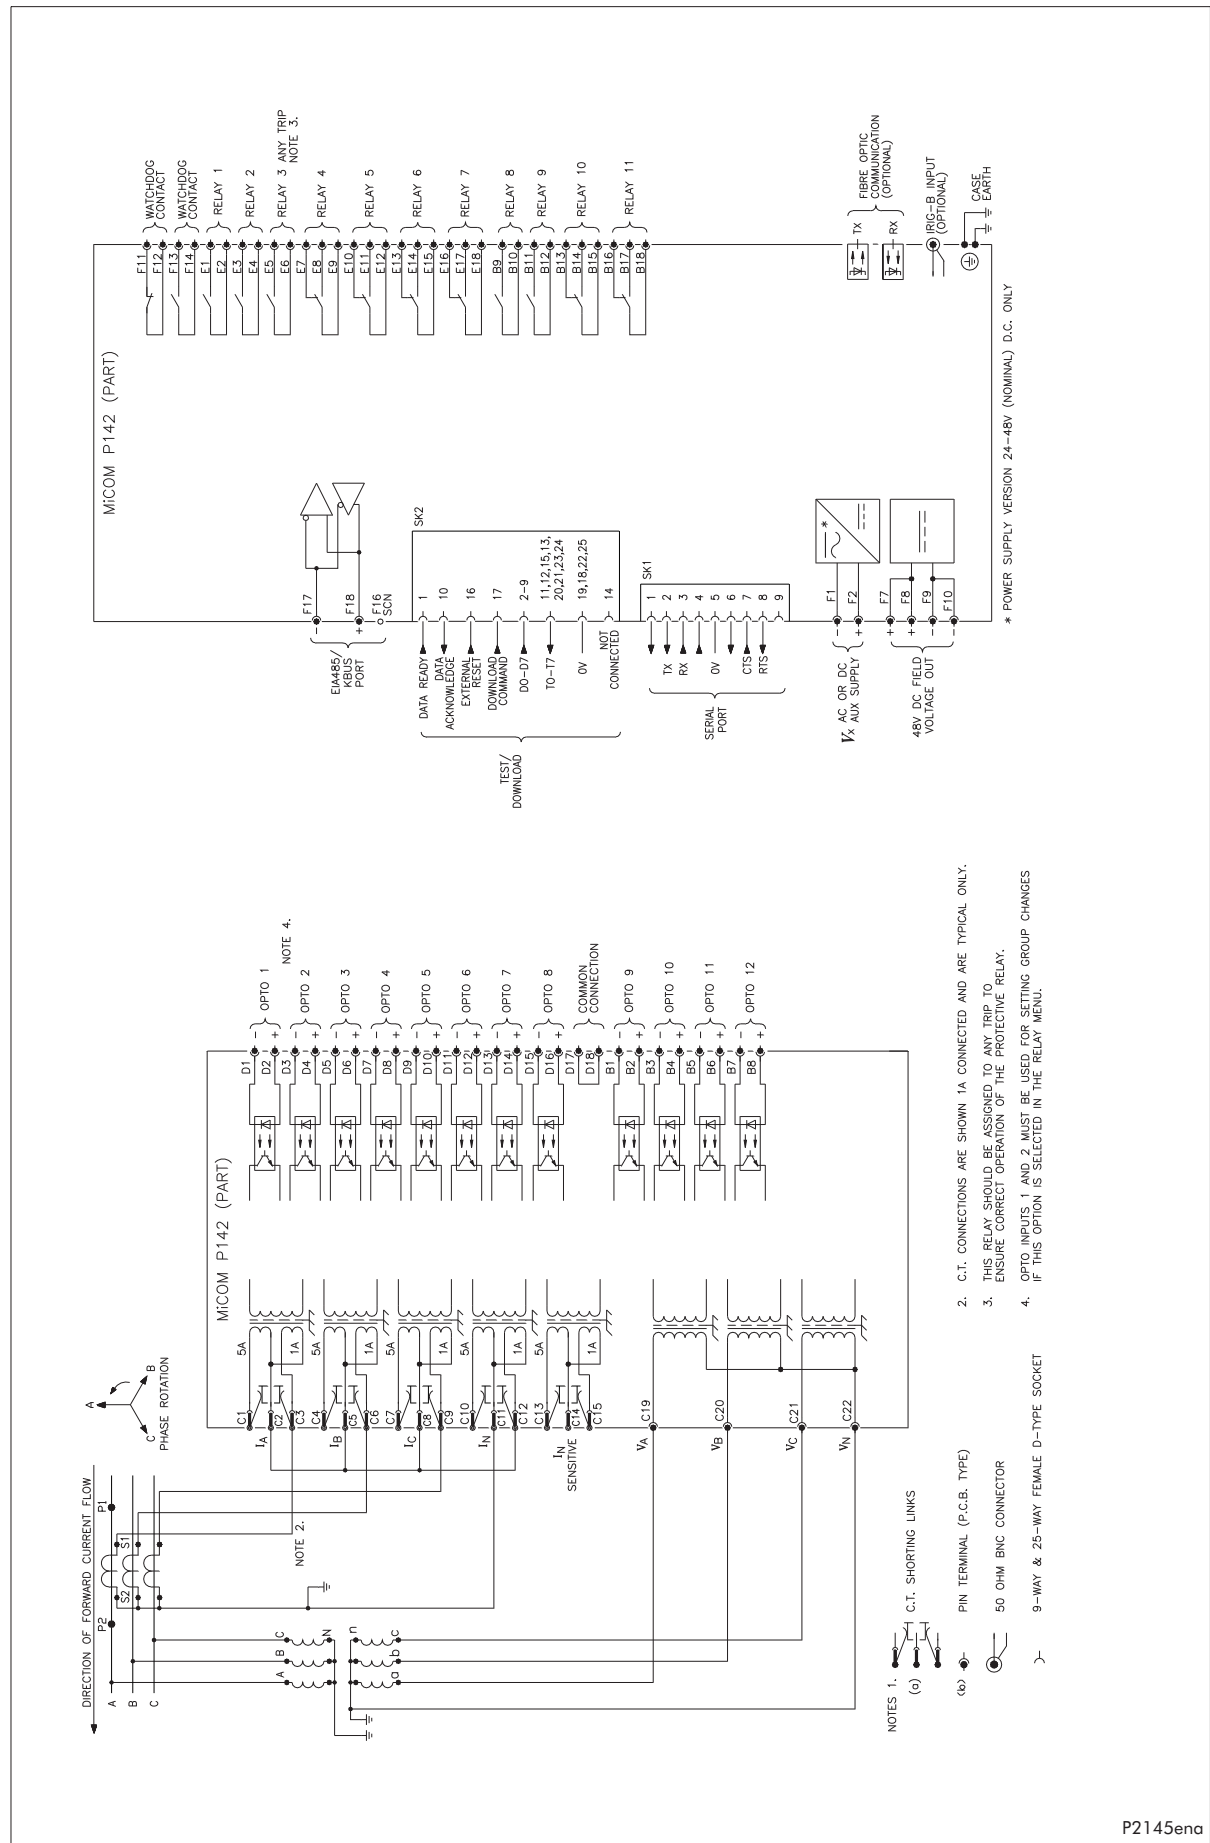 DIRECTION OF FORWARD CURRENT FLOW
A
B
C
P2
P1
S2
S1
A
B
C
PHASE ROTATION
NOTE 2.
A
B
C
N
n
a
b
c
MiCOM P142 (PART)
C1
C2
C3
C4
C5
C6
C7
C8
C9
C10
C11
C12
C13
C14
C15
IA
IB
IC
IN
IN
SENSITIVE
5A
1A
5A
1A
5A
1A
5A
1A
5A
1A
VA
C19
VB
C20
VC
C21
VN
C22
D1
D2
D3
D4
D5
D6
D7
D8
D9
D10
D11
D12
D13
D14
D15
D16
D17
D18
B1
B2
B3
B4
B5
B6
B7
B8
-
+
OPTO 1
NOTE 4.
-
+
OPTO 2
-
+
OPTO 3
-
+
OPTO 4
-
+
OPTO 5
-
+
OPTO 6
-
+
OPTO 7
-
+
OPTO 8
COMMON
CONNECTION
-
+
OPTO 9
-
+
OPTO 10
-
+
OPTO 11
-
+
OPTO 12
NOTES 1.
(a)
C.T. SHORTING LINKS
(b)
PIN TERMINAL (P.C.B. TYPE)
50 OHM BNC CONNECTOR
9-WAY & 25-WAY FEMALE D-TYPE SOCKET
2. C.T. CONNECTIONS ARE SHOWN 1A CONNECTED AND ARE TYPICAL ONLY.
3. THIS RELAY SHOULD BE ASSIGNED TO ANY TRIP TO
ENSURE CORRECT OPERATION OF THE PROTECTIVE RELAY.
4. OPTO INPUTS 1 AND 2 MUST BE USED FOR SETTING GROUP CHANGES
IF THIS OPTION IS SELECTED IN THE RELAY MENU.
MiCOM P142 (PART)
EIA485/
KBUS
PORT
-
F17
+
F18
F16
SCN
TEST/
DOWNLOAD
SK2
DATA READY
1
DATA
ACKNOWLEDGE
10
EXTERNAL
RESET
16
DOWNLOAD
COMMAND
17
DO-D7
2-9
TO-T7
11,12,15,13,
20,21,23,24
0V
19,18,22,25
NOT
CONNECTED
14
SERIAL
PORT
SK1
1
TX
2
RX
3
4
0V
5
6
CTS
7
RTS
8
9
Vx AC OR DC
AUX SUPPLY
-
F1
+
F2
*
48V DC FIELD
VOLTAGE OUT
+
F7
+
F8
-
F9
-
F10
* POWER SUPPLY VERSION 24-48V (NOMINAL) D.C. ONLY
F11
F12
WATCHDOG
CONTACT
F13
F14
WATCHDOG
CONTACT
E1
E2
RELAY 1
E3
E4
RELAY 2
E5
E6
RELAY 3 ANY TRIP
NOTE 3.
E7
E8
E9
RELAY 4
E10
E11
E12
RELAY 5
E13
E14
E15
RELAY 6
E16
E17
E18
RELAY 7
B9
B10
RELAY 8
B11
B12
RELAY 9
B13
B14
B15
RELAY 10
B16
B17
B18
RELAY 11
TX
RX
FIBRE OPTIC
COMMUNICATION
(OPTIONAL)
IRIG-B INPUT
(OPTIONAL)
CASE
EARTH
P2145ena